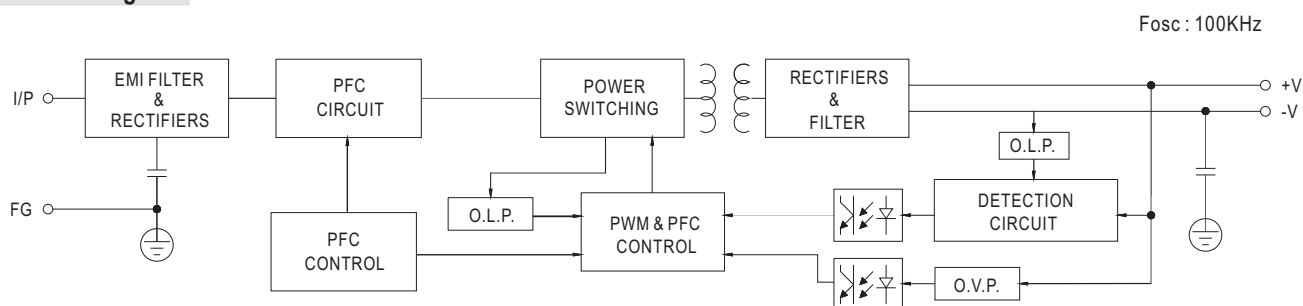 Fosc : 100KHz
I/P
EMI FILTER
&
RECTIFIERS
PFC
CIRCUIT
POWER
SWITCHING
RECTIFIERS
&
FILTER
+V
-V
O.L.P.
FG
PFC
CONTROL
O.L.P.
PWM & PFC
CONTROL
DETECTION
CIRCUIT
O.V.P.